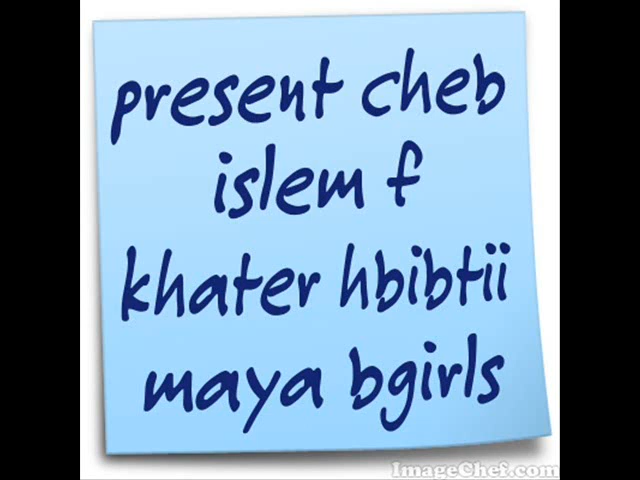 present cheb
islem f
khater hbibtii
maya bgirls
ImageChef.com